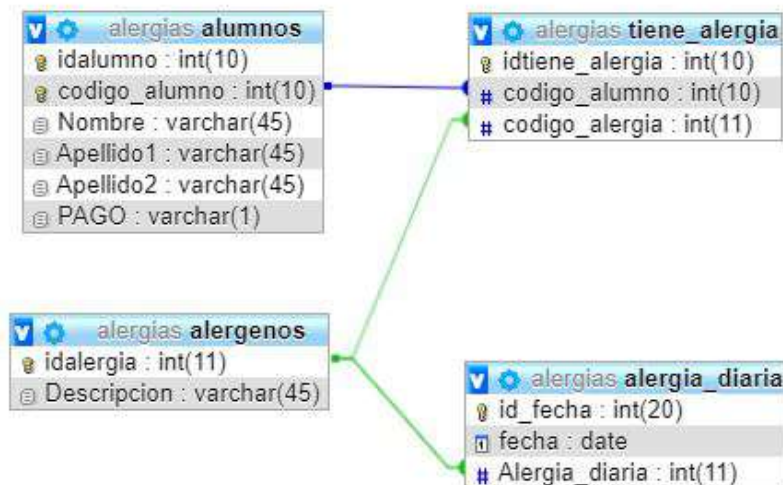 alergias alumnos
idalumno : int(10)
codigo_alumno : int(10)
Nombre : varchar(45)
Apellido1 : varchar(45)
Apellido2 : varchar(45)
PAGO : varchar(1)
alergias tiene_alergia
idtiene_alergia : int(10)
# codigo_alumno : int(10)
# codigo_alergia : int(11)
alergias alergenos
idalergia : int(11)
Descripcion : varchar(45)
alergias alergia_diaria
id_fecha : int(20)
fecha : date
# Alergia_diaria : int(11)